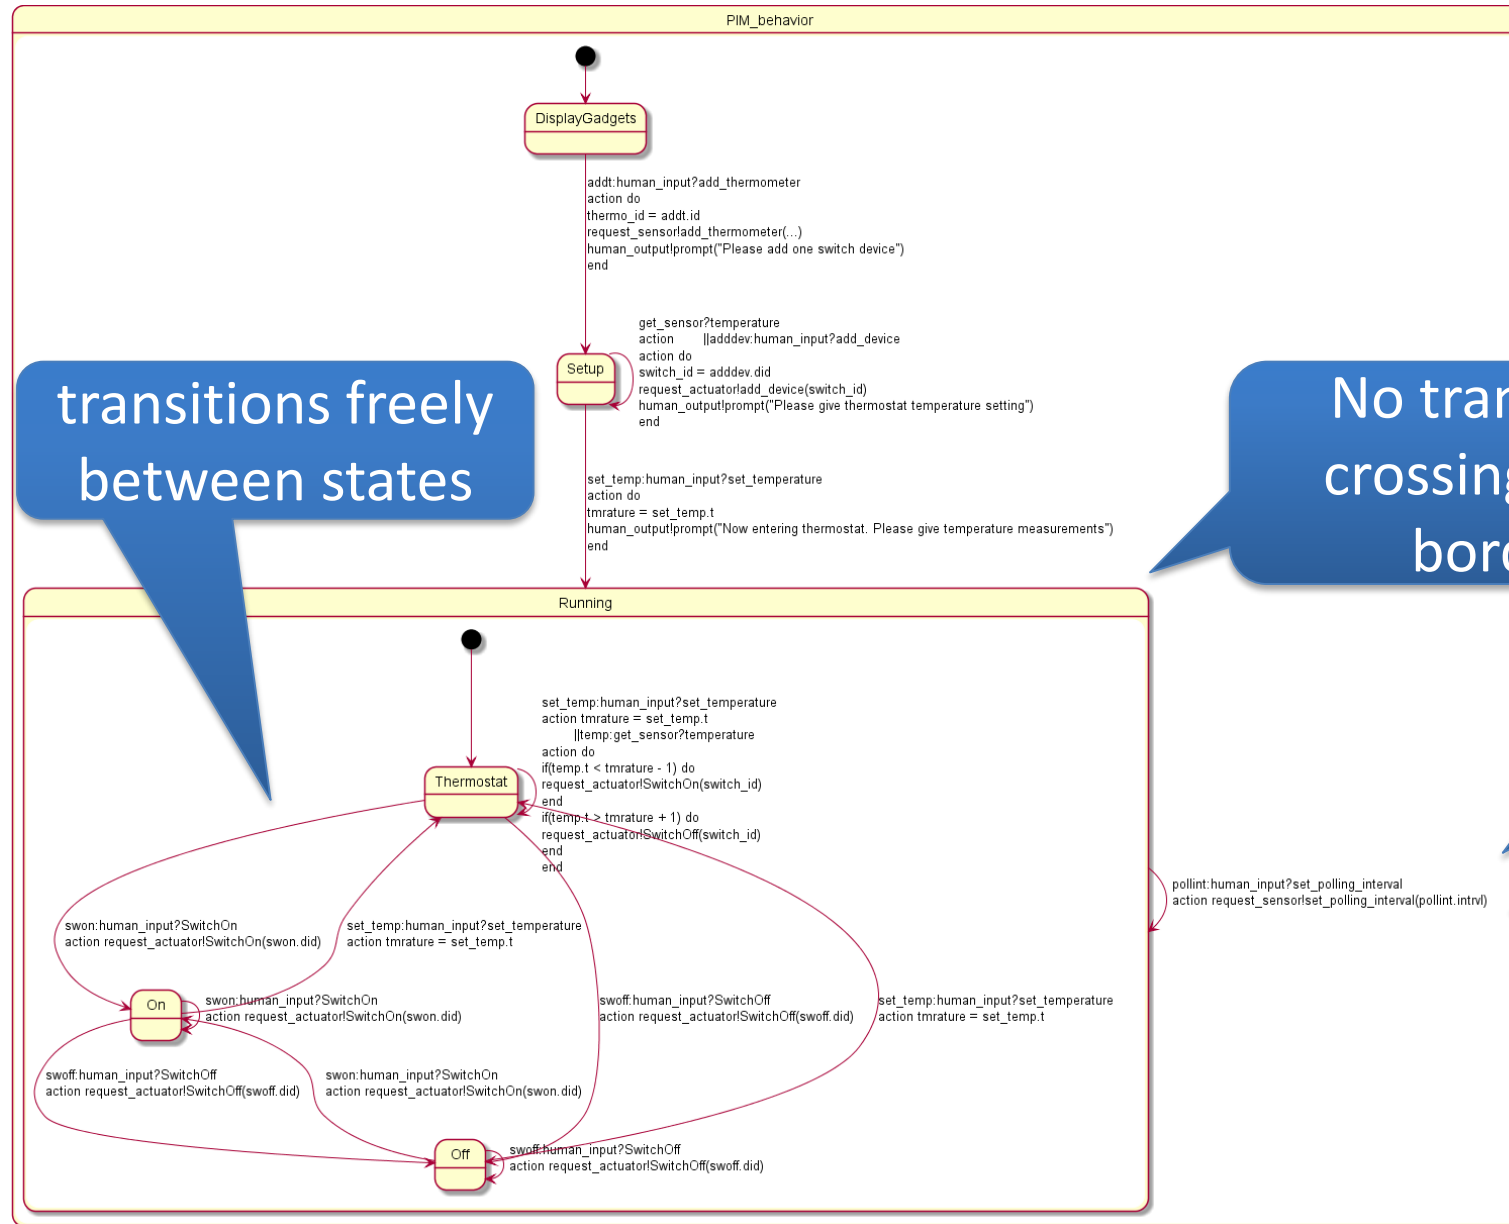 PIM_behavior
DisplayGadgets
addt:human_input?add_thermometer
action do
thermo_id = addt.id
request_sensor!add_thermometer(...)
human_output!prompt("Please add one switch device")
end
get_sensor?temperature
action ||adddev:human_input?add_device
action do
switch_id = adddev.did
request_actuator!add_device(switch_id)
human_output!prompt("Please give thermostat temperature setting")
end
Setup
transitions freely
between states
No tran
crossing
bord
set_temp:human_input?set_temperature
action do
tmrature = set_temp.t
human_output!prompt("Now entering thermostat. Please give temperature measurements")
end
Running
set_temp:human_input?set_temperature
action tmrature = set_temp.t
||temp:get_sensor?temperature
action do
if(temp.t < tmrature - 1) do
request_actuator!SwitchOn(switch_id)
end
if(temp.t > tmrature + 1) do
request_actuator!SwitchOff(switch_id)
end
end
Thermostat
pollint:human_input?set_polling_interval
action request_sensor!set_polling_interval(pollint.intrvl)
swon:human_input?SwitchOn
action request_actuator!SwitchOn(swon.did)
set_temp:human_input?set_temperature
action tmrature = set_temp.t
On
swon:human_input?SwitchOn
action request_actuator!SwitchOn(swon.did)
swoff:human_input?SwitchOff
action request_actuator!SwitchOff(swoff.did)
set_temp:human_input?set_temperature
action tmrature = set_temp.t
swoff:human_input?SwitchOff
action request_actuator!SwitchOff(swoff.did)
swon:human_input?SwitchOn
action request_actuator!SwitchOn(swon.did)
Off
swoff:human_input?SwitchOff
action request_actuator!SwitchOff(swoff.did)